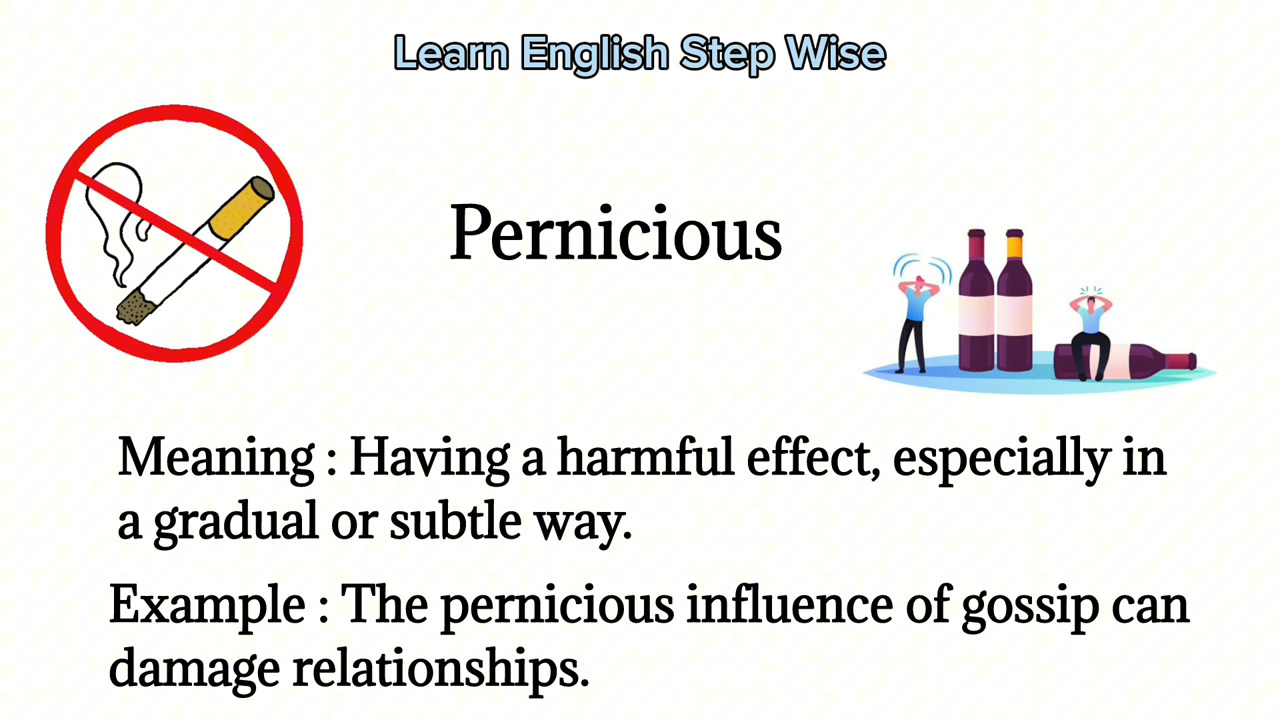 Learn English Step Wise
Pernicious
Meaning : Having a harmful effect, especially in
a gradual or subtle way.
Example : The pernicious influence of gossip can
damage relationships.